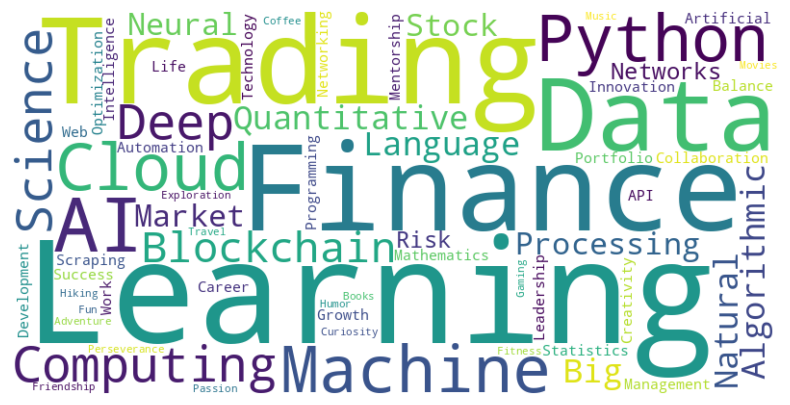 Trading
Neural
Coffee
Stock
Python
Music
Artificial
Science
Optimization
Intelligence
Life
Technology
Networking
Mentorship
Networks
Movies
Innovation
Balance
Data
Web
Deep
Quantitative
Automation
Language
Programming
Portfolio
Collaboration
Cloud
Finance
Exploration
API
AI
Market
Travel
Blockchain
Risk
Processing
Algorithmic
Mathematics
Scraping
Success
Development
Learning
Career
Work
Hiking
Fun
Adventure
Books
Humor
Growth
Curiosity
Gaming
Leadership
Creativity
Natural
Perseverance
Computing
Machine
Fitness
Statistics
Big
Management
Friendship
Passion